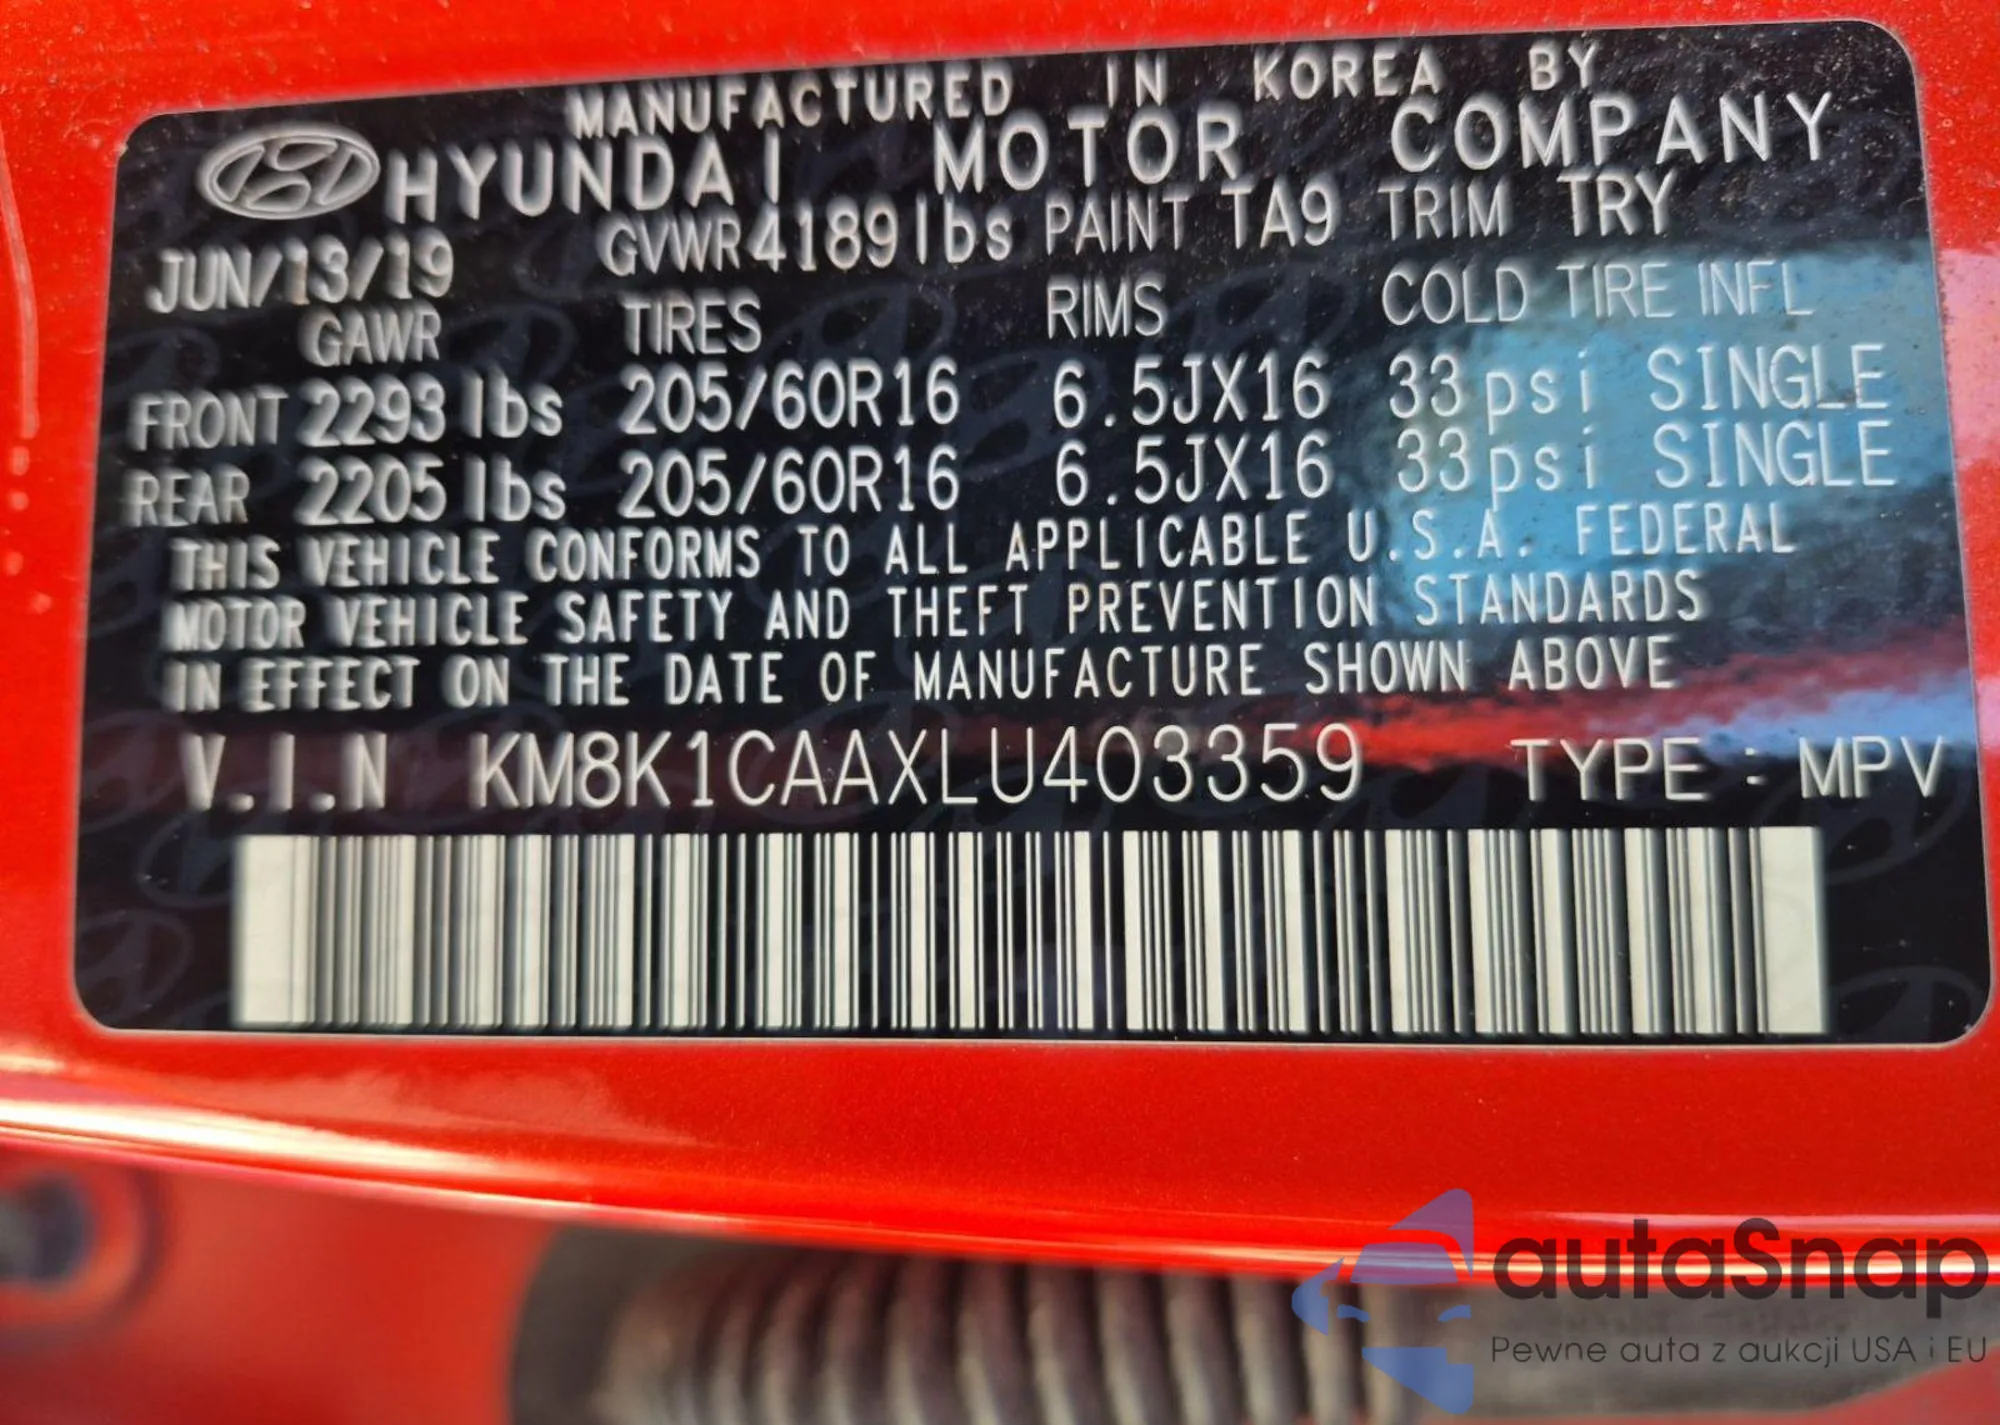 MANUFACTURED IN KOREA BY
HYUNDAI MOTOR COMPANY
JUN/13/19 GVWR 4189lbs PAINT TA9 TRIM TRY
GAWR TIRES RIMS COLD TIRE INFL
FRONT 2293 lbs 205/60R16 6.5JX16 33psi SINGLE
REAR 2205 lbs 205/60R16 6.5JX16 33psi SINGLE
THIS VEHICLE CONFORMS TO ALL APPLICABLE U.S.A. FEDERAL
MOTOR VEHICLE SAFETY AND THEFT PREVENTION STANDARDS
IN EFFECT ON THE DATE OF MANUFACTURE SHOWN ABOVE
V.I.N KM8K1CAAXLU403359 TYPE : MPV
autaSnap
Pewne auta z aukcji USA i EU